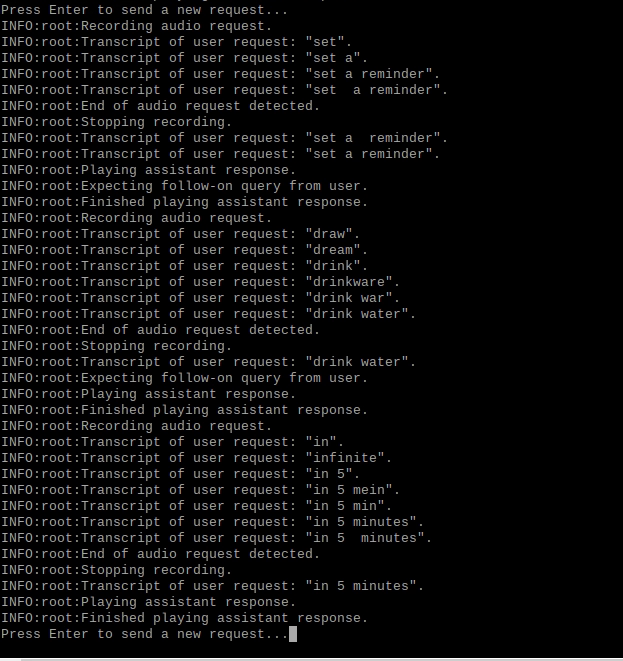 Press Enter to send a new request...
INFO:root:Recording audio request.
INFO:root:Transcript of user request: "set".
INFO:root:Transcript of user request: "set a".
INFO:root:Transcript of user request: "set a reminder".
INFO:root:Transcript of user request: "set  a reminder".
INFO:root:End of audio request detected.
INFO:root:Stopping recording.
INFO:root:Transcript of user request: "set a  reminder".
INFO:root:Transcript of user request: "set a reminder".
INFO:root:Playing assistant response.
INFO:root:Expecting follow-on query from user.
INFO:root:Finished playing assistant response.
INFO:root:Recording audio request.
INFO:root:Transcript of user request: "draw".
INFO:root:Transcript of user request: "dream".
INFO:root:Transcript of user request: "drink".
INFO:root:Transcript of user request: "drinkware".
INFO:root:Transcript of user request: "drink war".
INFO:root:Transcript of user request: "drink water".
INFO:root:End of audio request detected.
INFO:root:Stopping recording.
INFO:root:Transcript of user request: "drink water".
INFO:root:Expecting follow-on query from user.
INFO:root:Playing assistant response.
INFO:root:Finished playing assistant response.
INFO:root:Recording audio request.
INFO:root:Transcript of user request: "in".
INFO:root:Transcript of user request: "infinite".
INFO:root:Transcript of user request: "in 5".
INFO:root:Transcript of user request: "in 5 mein".
INFO:root:Transcript of user request: "in 5 min".
INFO:root:Transcript of user request: "in 5 minutes".
INFO:root:Transcript of user request: "in 5  minutes".
INFO:root:End of audio request detected.
INFO:root:Stopping recording.
INFO:root:Transcript of user request: "in 5 minutes".
INFO:root:Playing assistant response.
INFO:root:Finished playing assistant response.
Press Enter to send a new request...